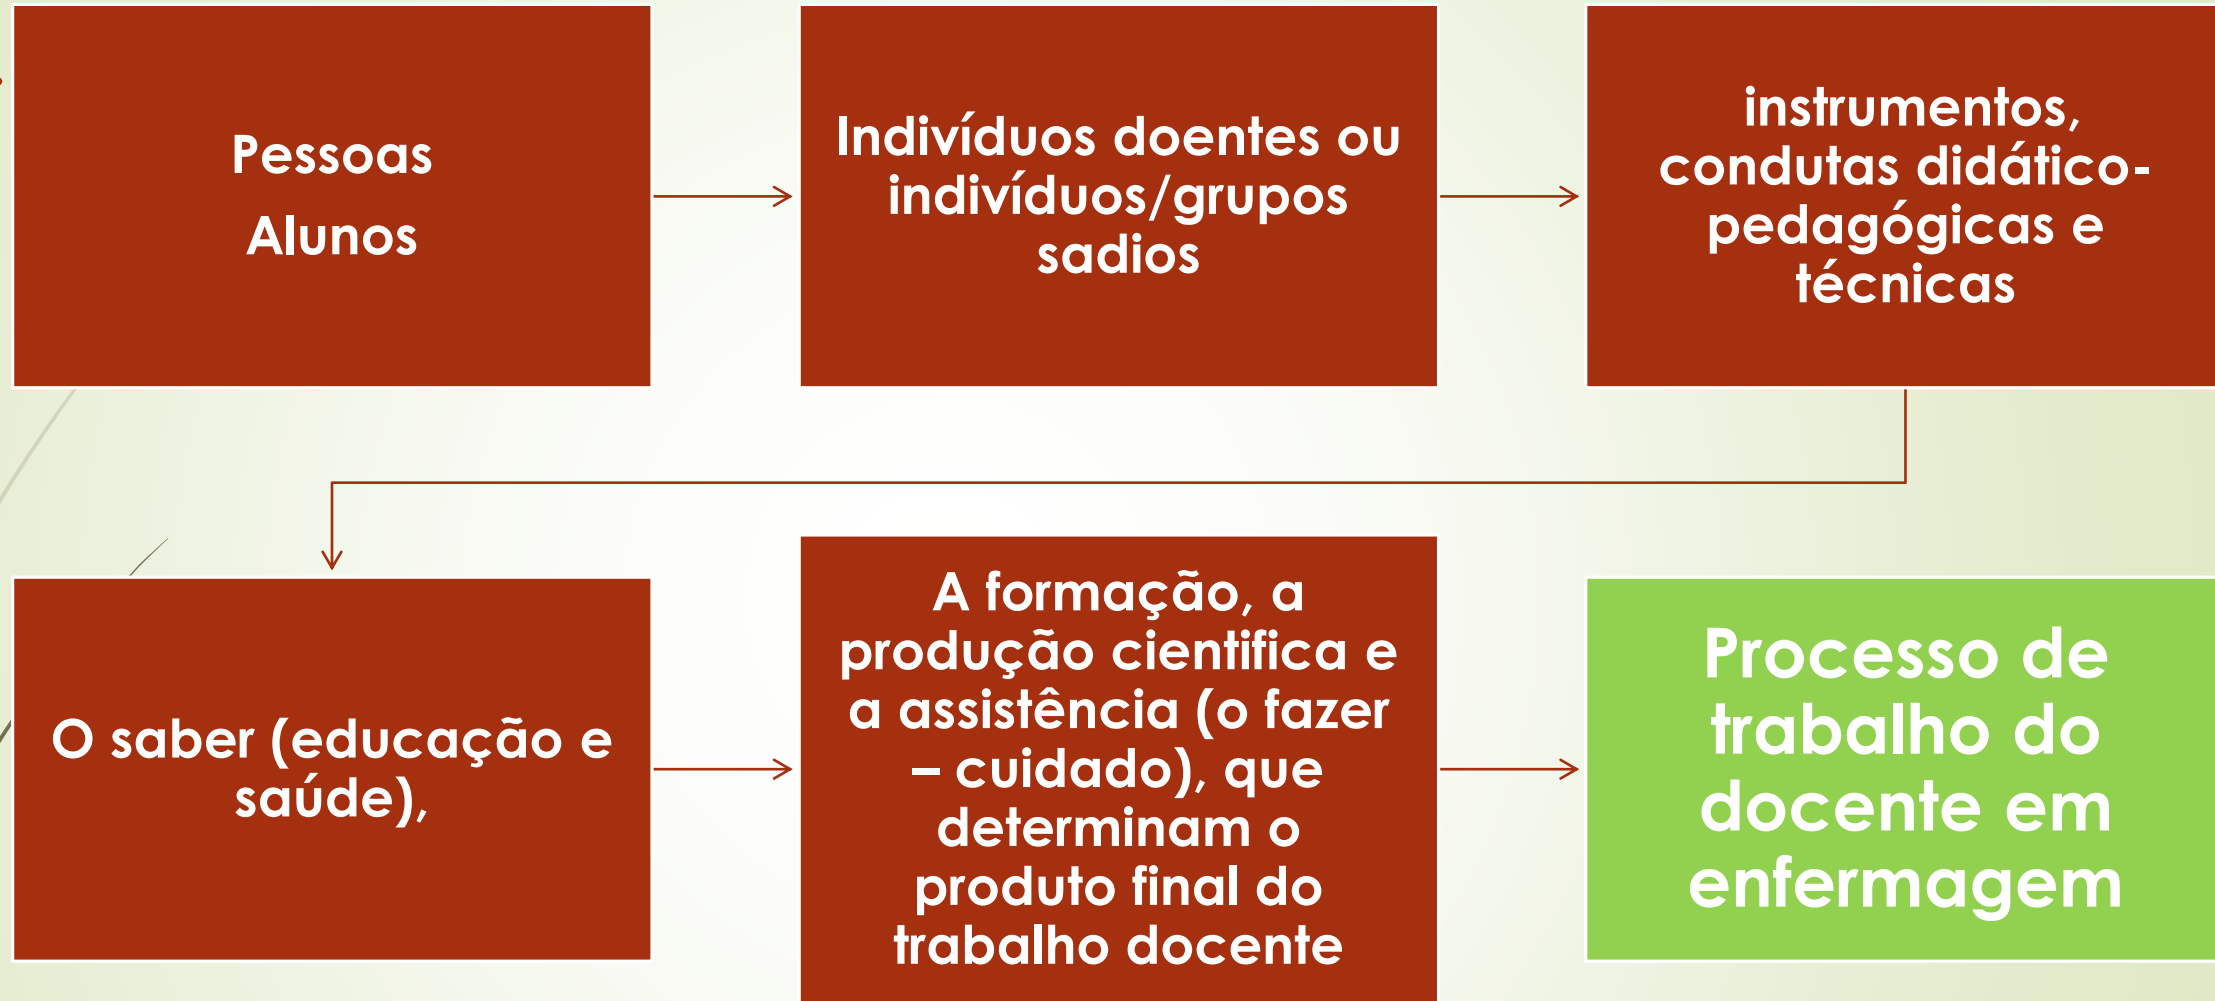 Pessoas
Alunos
Indivíduos doentes ou
indivíduos/grupos
sadios
instrumentos,
condutas didático-
pedagógicas e
técnicas
O saber (educação e
saúde),
A formação, a
produção cientifica e
a assistência (o fazer
– cuidado), que
determinam o
produto final do
trabalho docente
Processo de
trabalho do
docente em
enfermagem